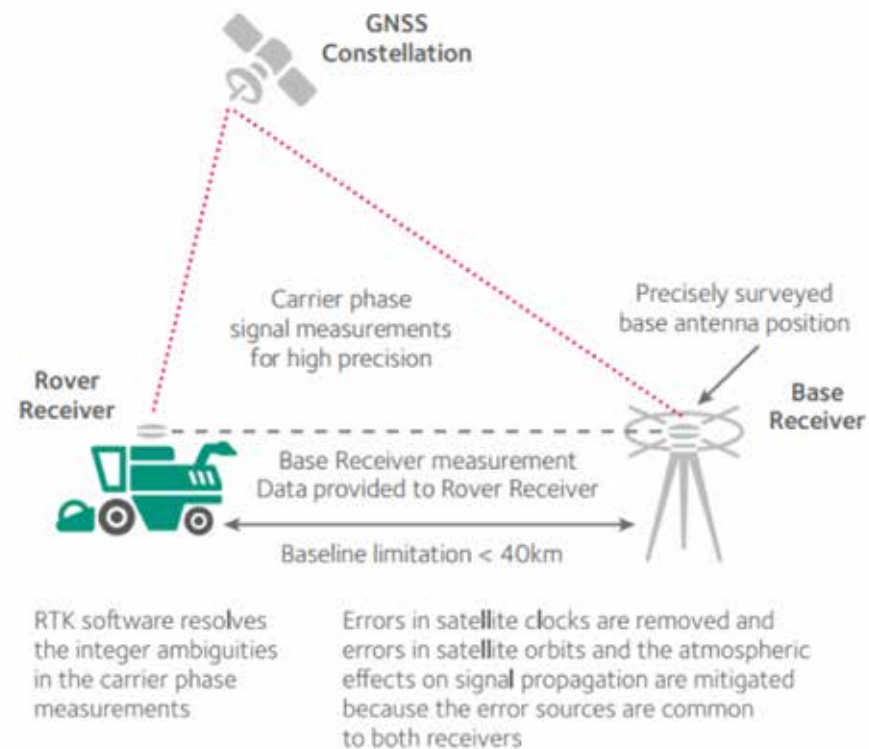 GNSS
Constellation
Carrier phase
signal measurements
for high precision
Precisely surveyed
base antenna position
Rover
Receiver
Base
Receiver
Base Receiver measurement
Data provided to Rover Receiver
Baseline limitation < 40km
RTK software resolves
the integer ambiguities
in the carrier phase
measurements
Errors in satellite clocks are removed and
errors in satellite orbits and the atmospheric
effects on signal propagation are mitigated
because the error sources are common
to both receivers